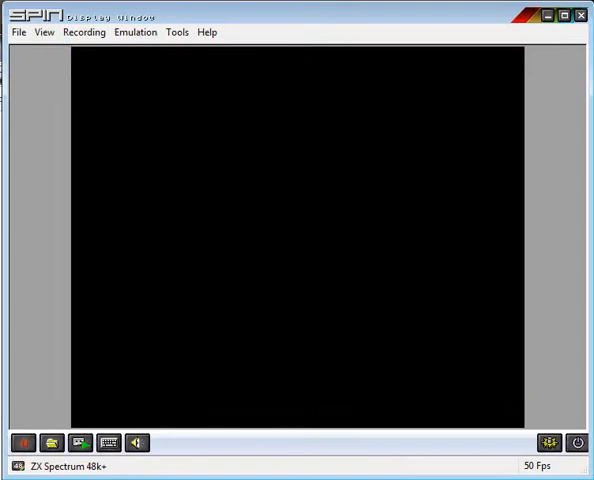 SPIN Display Window
File View Recording Emulation Tools Help
48 ZX Spectrum 48k+ 50 Fps